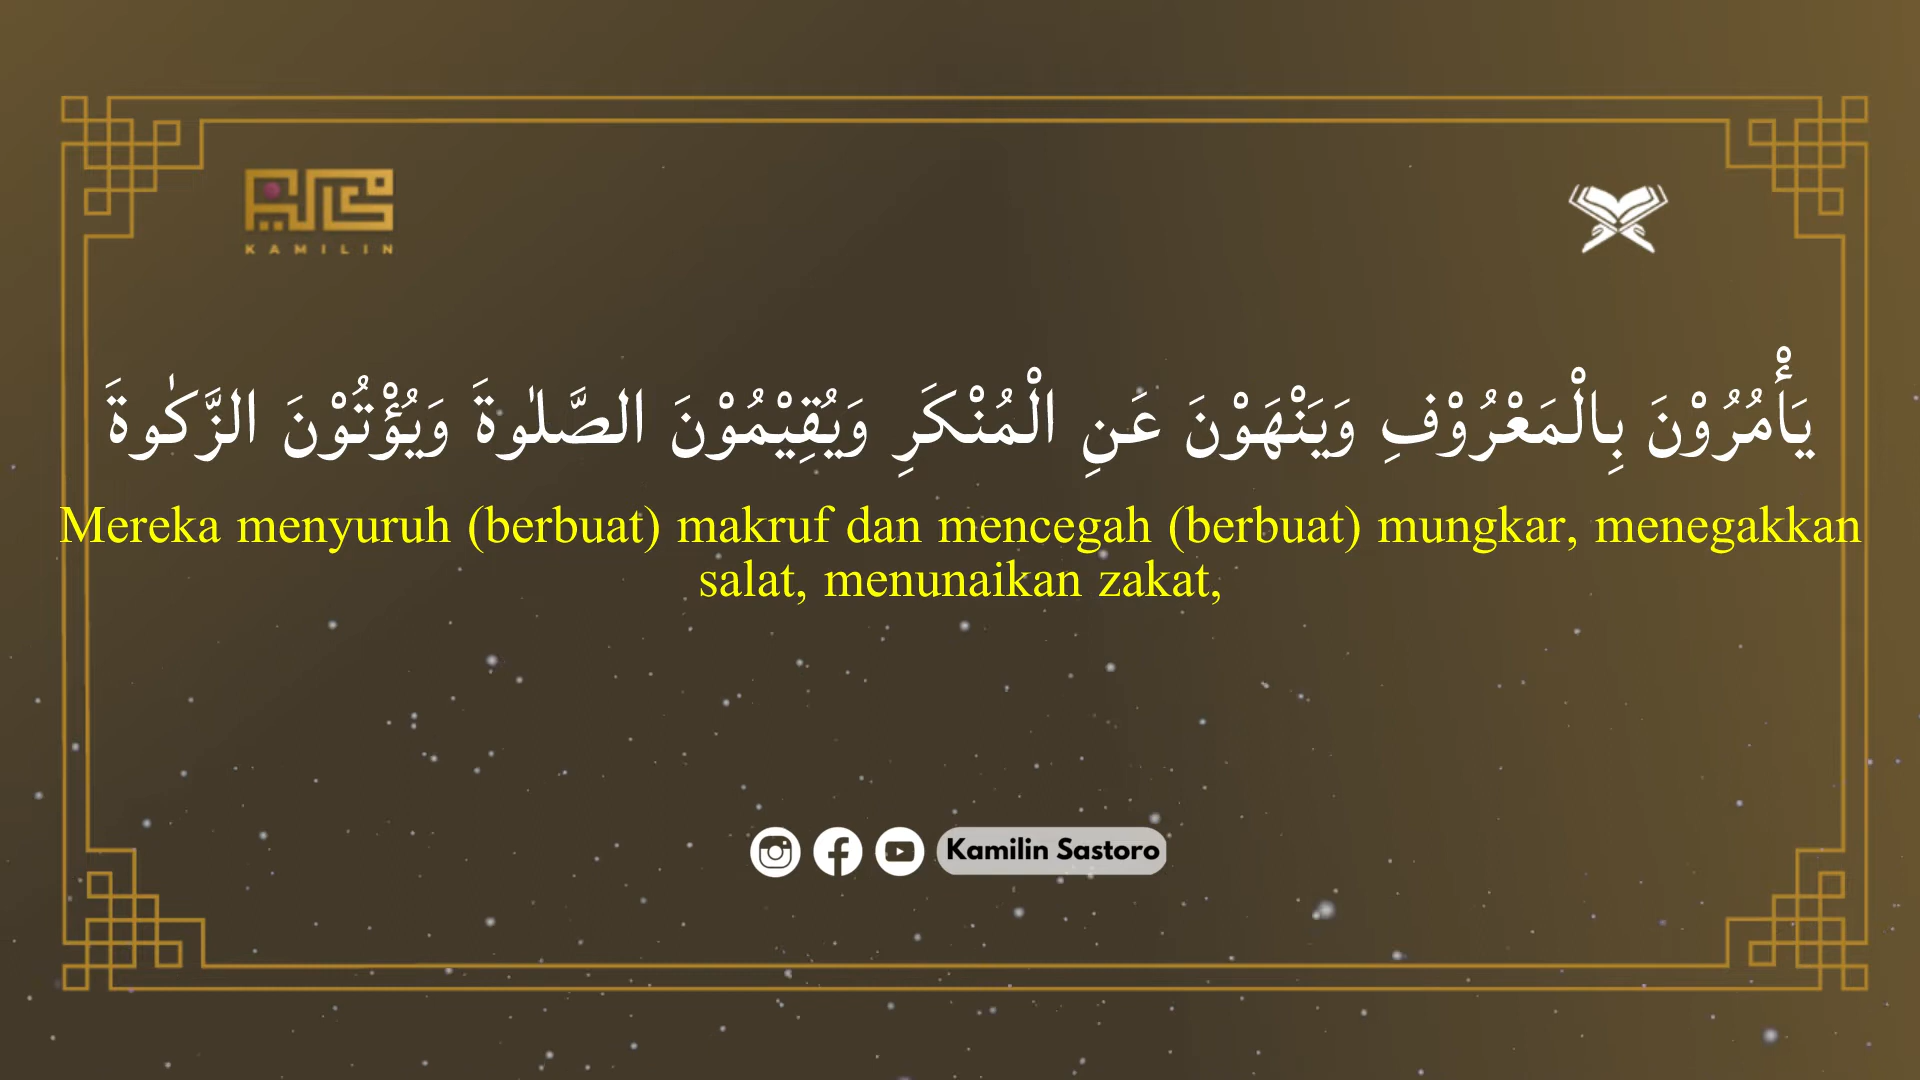 KAMILIN
يَأْمُرُوْنَ بِالْمَعْرُوْفِ وَيَنْهَوْنَ عَنِ الْمُنْكَرِ وَيُقِيْمُوْنَ الصَّلٰوةَ وَيُؤْتُوْنَ الزَّكٰوةَ
Mereka menyuruh (berbuat) makruf dan mencegah (berbuat) mungkar, menegakkan
salat, menunaikan zakat,
Kamilin Sastoro